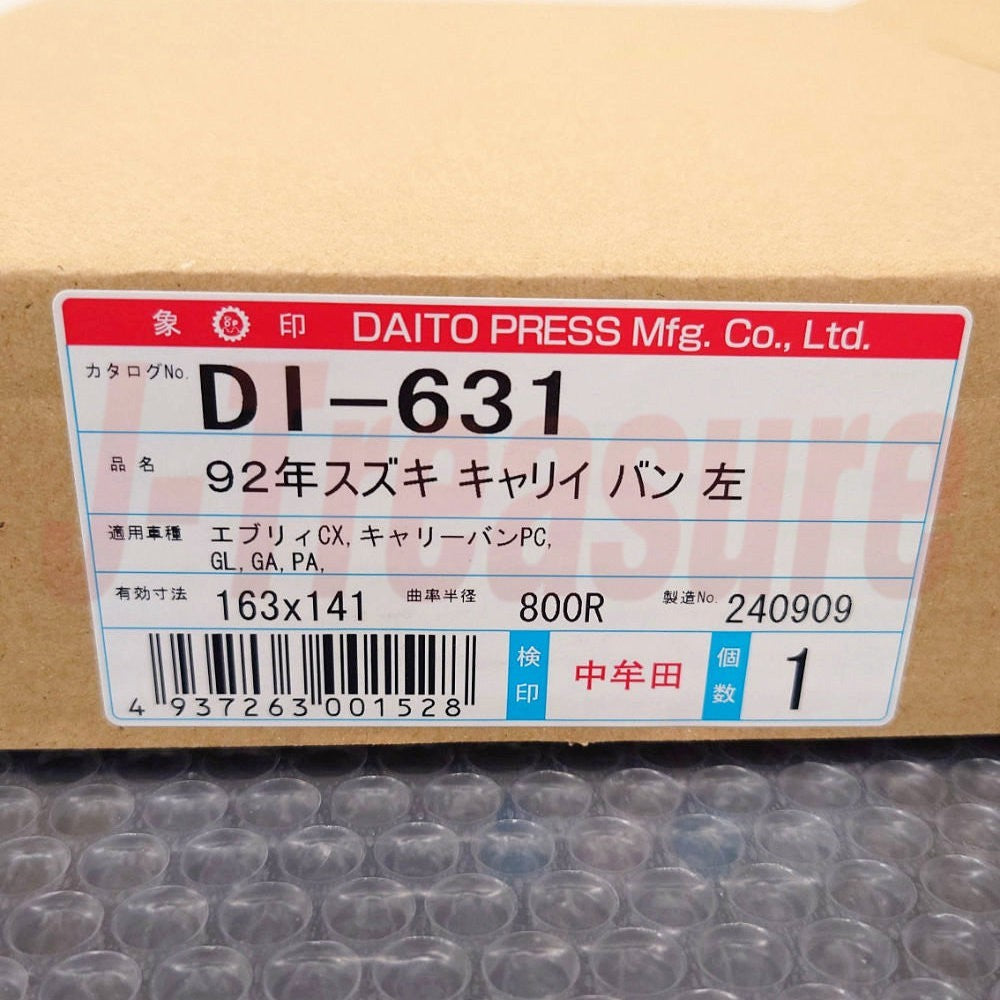 象 印 DAITO PRESS Mfg. Co., Ltd.
カタログNo. DI-631
品名 92年スズキ キャリイ バン 左
適用車種 エブリィCX,キャリーバンPC,
GL,GA,PA,
有効寸法 163x141 曲率半径 800R 製造No. 240909
4 937263 001528 検印 中牟田 個数 1
J-Treasure